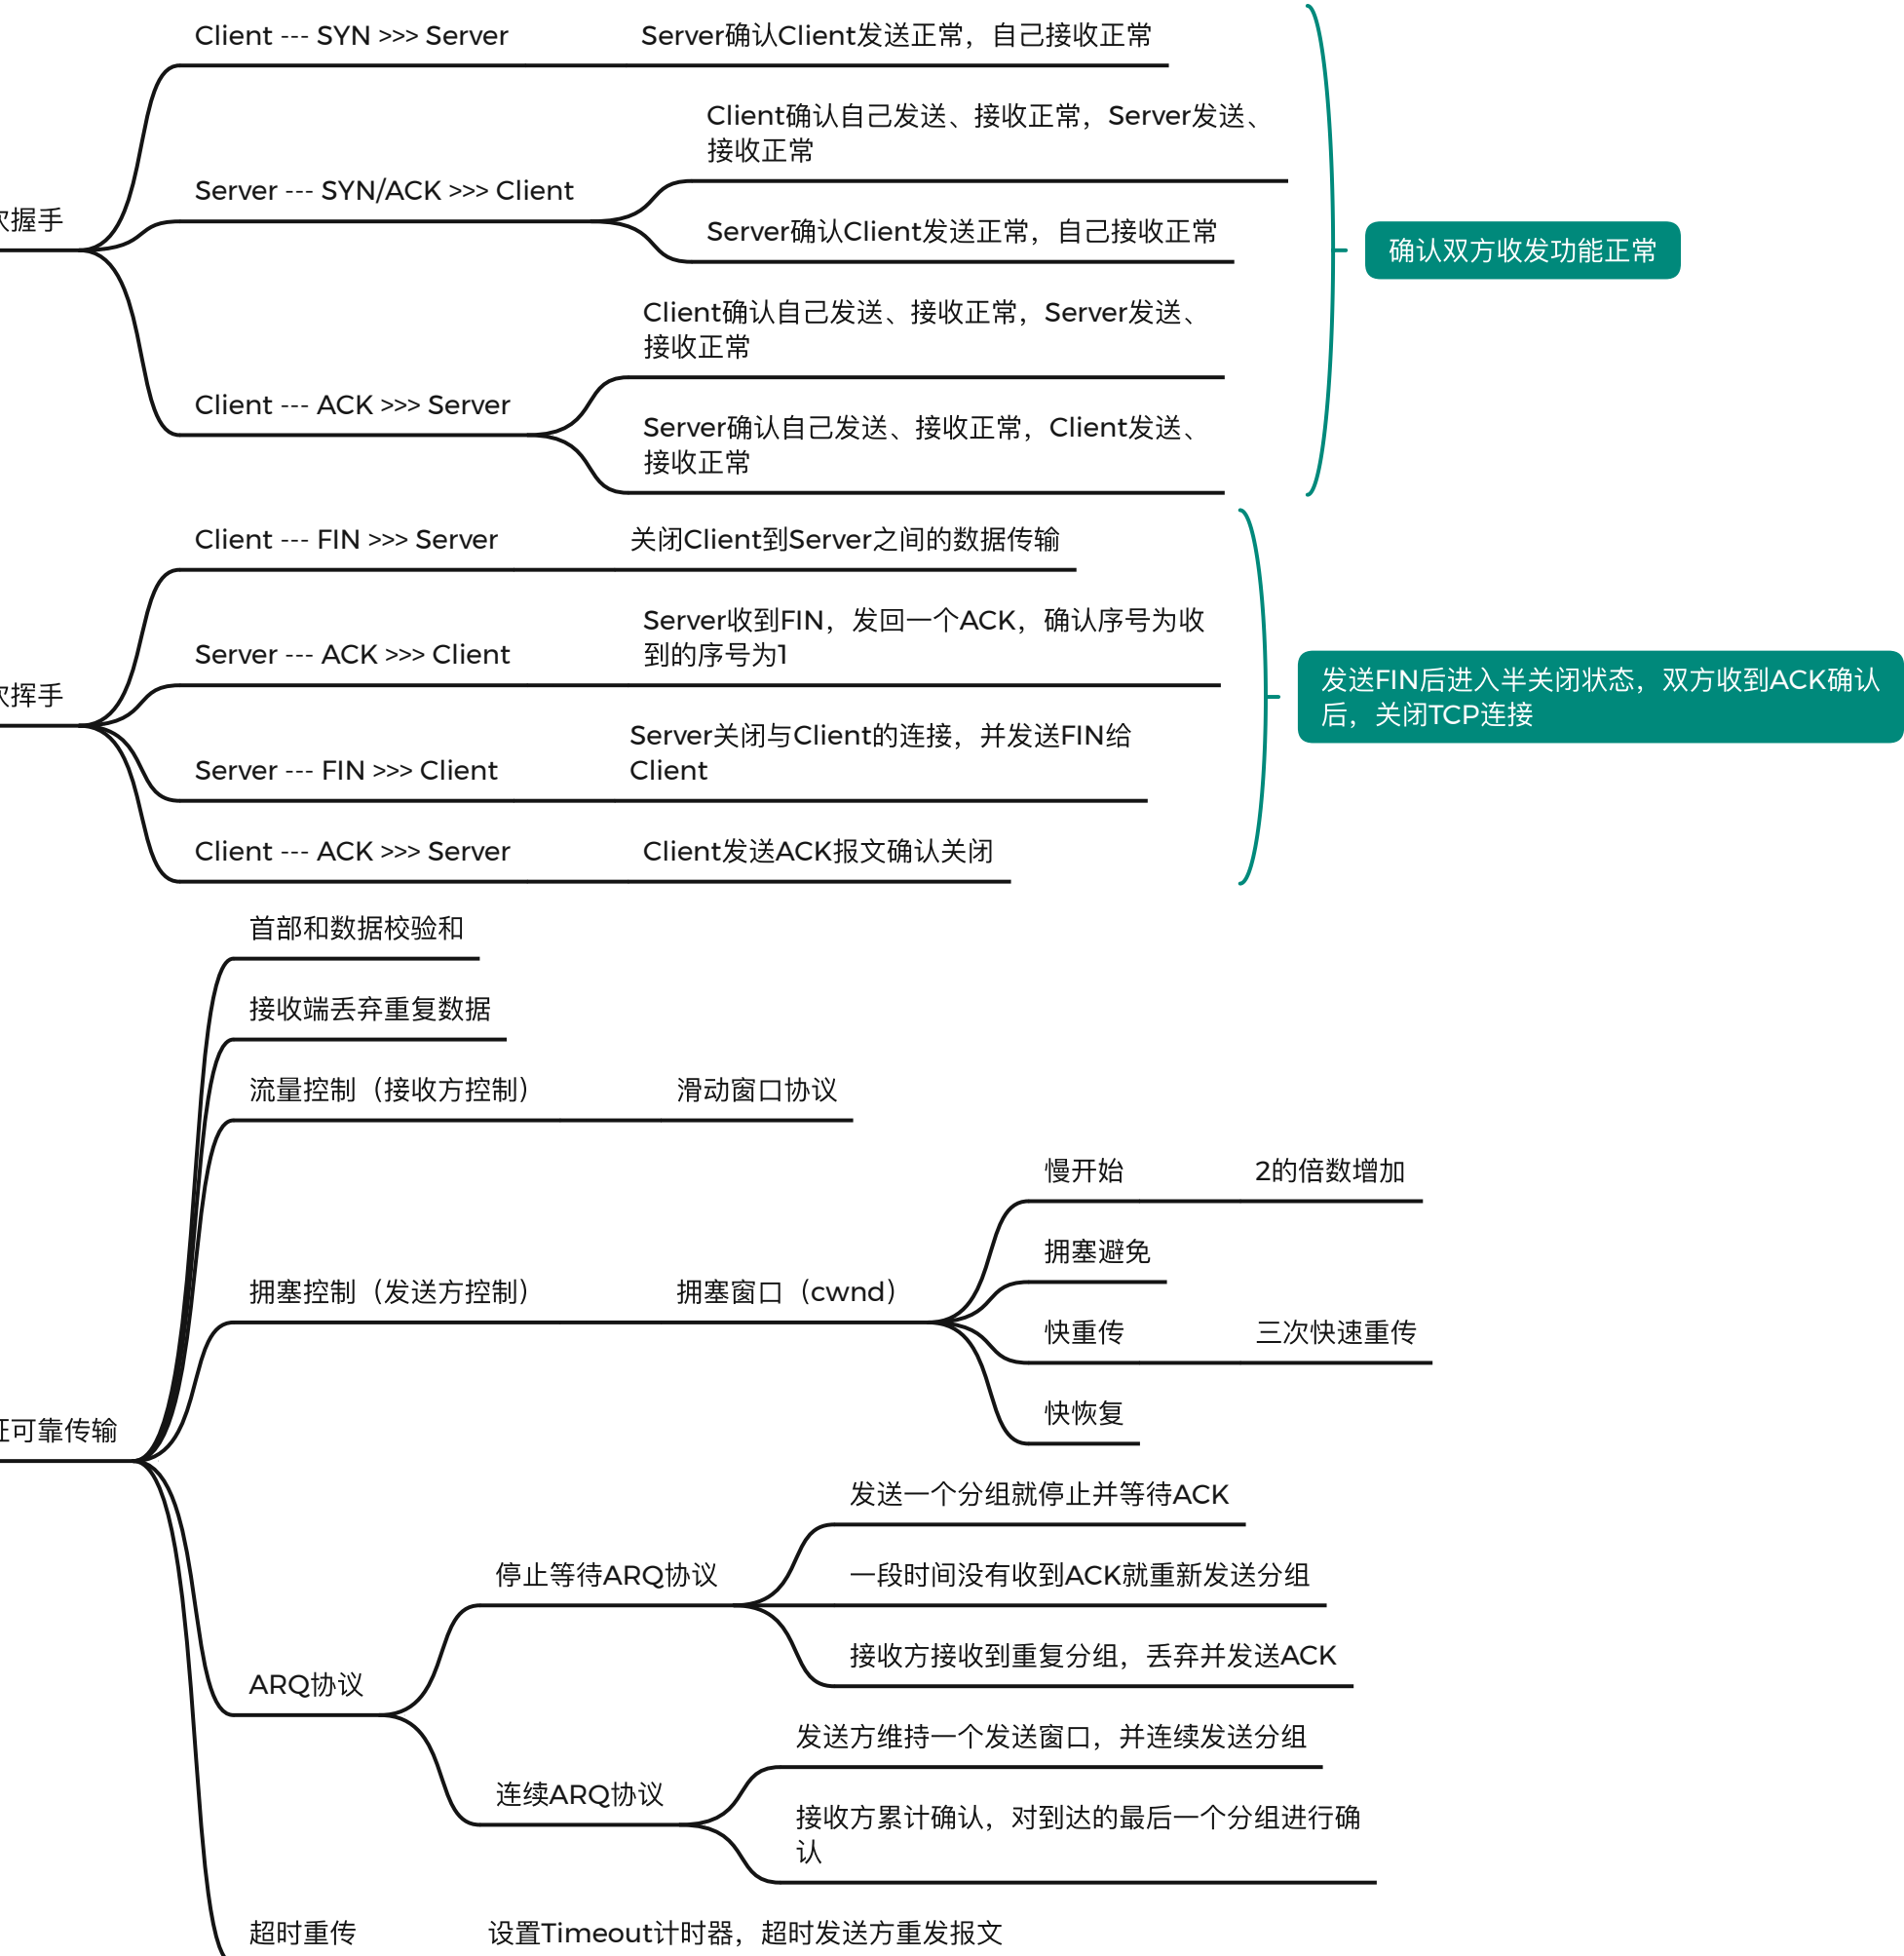 Client --- SYN >>> Server
Server确认Client发送正常，自己接收正常
次握手
Server --- SYN/ACK >>> Client
Client确认自己发送、接收正常，Server发送、
接收正常
Server确认Client发送正常，自己接收正常
Client --- ACK >>> Server
Client确认自己发送、接收正常，Server发送、
接收正常
Server确认自己发送、接收正常，Client发送、
接收正常
确认双方收发功能正常
次挥手
Client --- FIN >>> Server
关闭Client到Server之间的数据传输
Server --- ACK >>> Client
Server收到FIN，发回一个ACK，确认序号为收
到的序号为1
Server --- FIN >>> Client
Server关闭与Client的连接，并发送FIN给
Client
Client --- ACK >>> Server
Client发送ACK报文确认关闭
发送FIN后进入半关闭状态，双方收到ACK确认
后，关闭TCP连接
证可靠传输
首部和数据校验和
接收端丢弃重复数据
流量控制（接收方控制）
滑动窗口协议
拥塞控制（发送方控制）
拥塞窗口（cwnd）
慢开始
2的倍数增加
拥塞避免
快重传
三次快速重传
快恢复
ARQ协议
停止等待ARQ协议
发送一个分组就停止并等待ACK
一段时间没有收到ACK就重新发送分组
接收方接收到重复分组，丢弃并发送ACK
连续ARQ协议
发送方维持一个发送窗口，并连续发送分组
接收方累计确认，对到达的最后一个分组进行确
认
超时重传
设置Timeout计时器，超时发送方重发报文